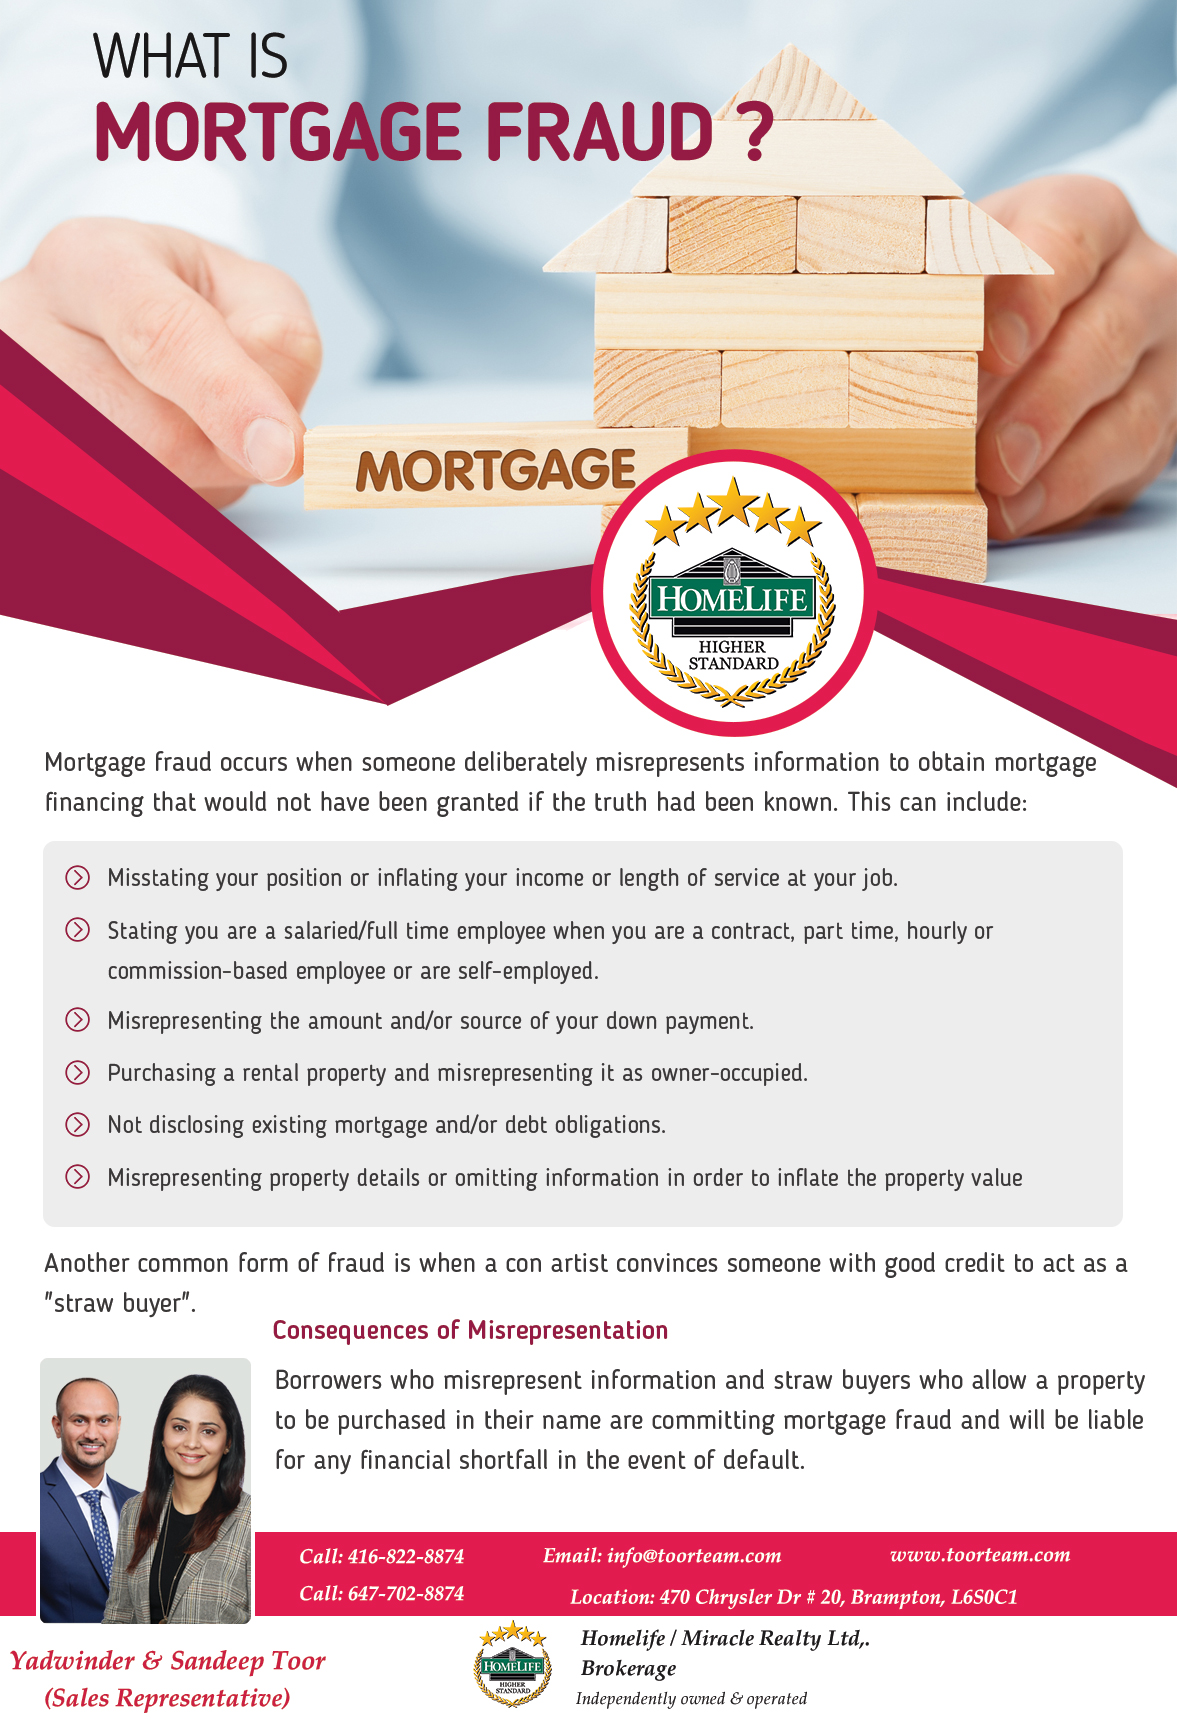 WHAT IS
MORTGAGE FRAUD ?
MORTGAGE
HOMELIFE
HIGHER
STANDARD
Mortgage fraud occurs when someone deliberately misrepresents information to obtain mortgage
financing that would not have been granted if the truth had been known. This can include:
Misstating your position or inflating your income or length of service at your job.
Stating you are a salaried/full time employee when you are a contract, part time, hourly or
commission-based employee or are self-employed.
Misrepresenting the amount and/or source of your down payment.
Purchasing a rental property and misrepresenting it as owner-occupied.
Not disclosing existing mortgage and/or debt obligations.
Misrepresenting property details or omitting information in order to inflate the property value
Another common form of fraud is when a con artist convinces someone with good credit to act as a
"straw buyer".
Consequences of Misrepresentation
Borrowers who misrepresent information and straw buyers who allow a property
to be purchased in their name are committing mortgage fraud and will be liable
for any financial shortfall in the event of default.
Call: 416-822-8874
Email: info@toorteam.com
www.toorteam.com
Call: 647-702-8874
Location: 470 Chrysler Dr # 20, Brampton, L6S0C1
Yadwinder & Sandeep Toor
(Sales Representative)
HOMELIFE
HIGHER
STANDARD
Homelife / Miracle Realty Ltd,.
Brokerage
Independently owned & operated